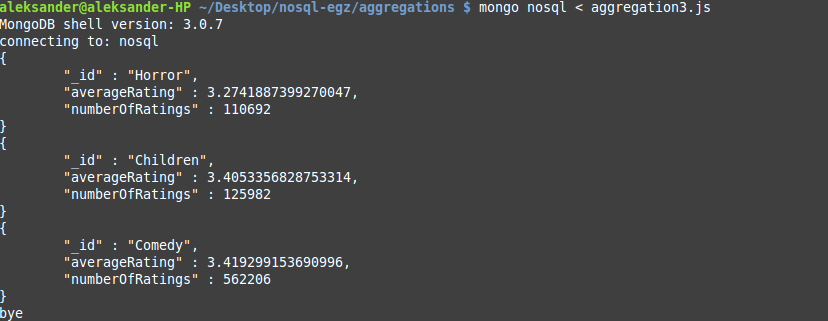 aleksander@aleksander-HP ~/Desktop/nosql-egz/aggregations $ mongo nosql < aggregation3.js
MongoDB shell version: 3.0.7
connecting to: nosql
{
        "_id" : "Horror",
        "averageRating" : 3.2741887399270047,
        "numberOfRatings" : 110692
}
{
        "_id" : "Children",
        "averageRating" : 3.4053356828753314,
        "numberOfRatings" : 125982
}
{
        "_id" : "Comedy",
        "averageRating" : 3.419299153690996,
        "numberOfRatings" : 562206
}
bye